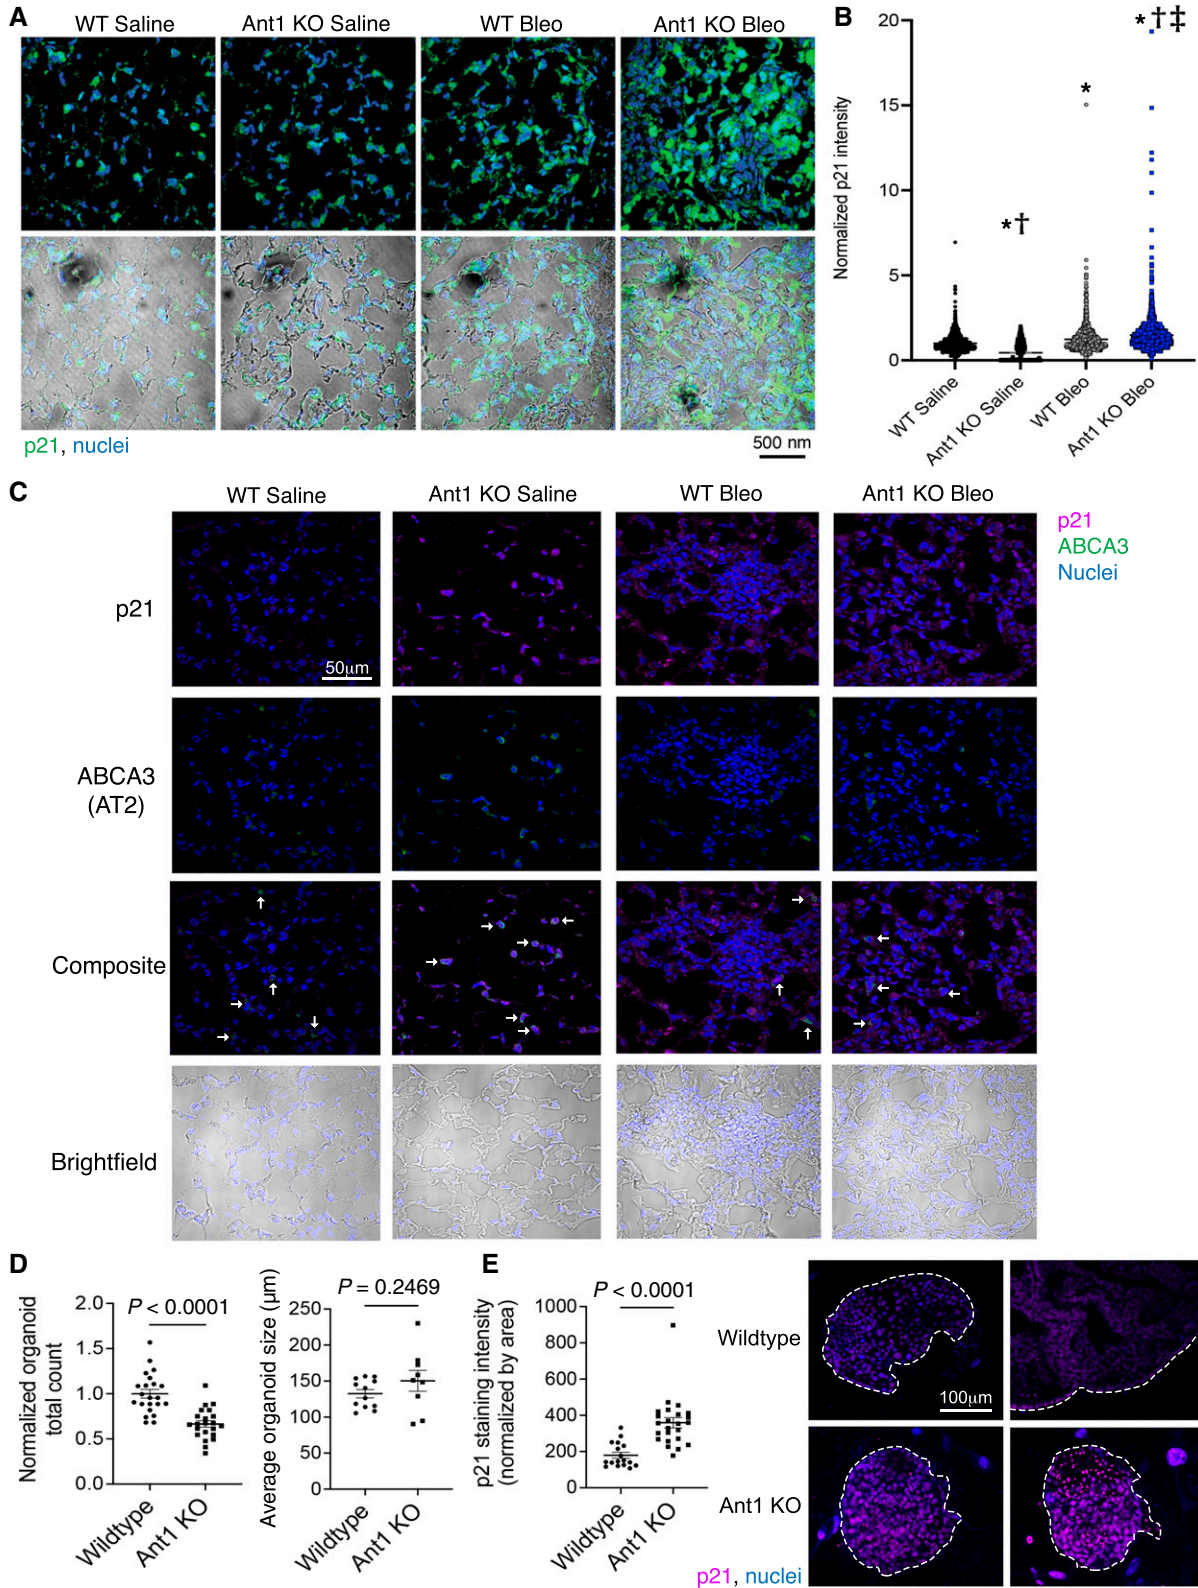 A
WT Saline
Ant1 KO Saline
WT Bleo
Ant1 KO Bleo
p21, nuclei
500 nm
B
Normalized p21 intensity
20
15
10
5
0
*
*†
*
*†‡
WT Saline
Ant1 KO Saline
WT Bleo
Ant1 KO Bleo
C
WT Saline
Ant1 KO Saline
WT Bleo
Ant1 KO Bleo
p21
ABCA3
Nuclei
p21
50μm
ABCA3
(AT2)
Composite
Brightfield
D
Normalized organoid
total count
2.0
1.5
1.0
0.5
0.0
P < 0.0001
Wildtype
Ant1 KO
Average organoid size (μm)
250
200
150
100
50
0
P = 0.2469
Wildtype
Ant1 KO
E
p21 staining intensity
(normalized by area)
1000
800
600
400
200
0
P < 0.0001
Wildtype
Ant1 KO
Wildtype
100μm
Ant1 KO
p21, nuclei